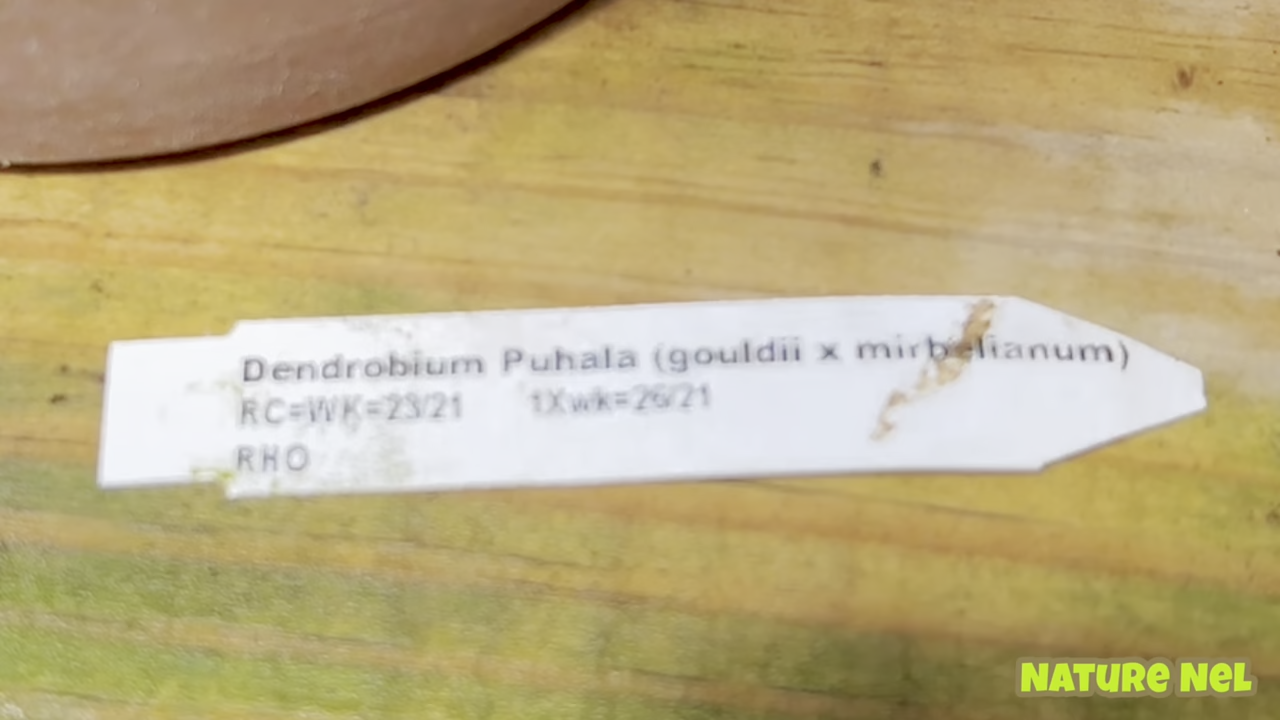 Dendrobium Puhala (gouldii x mirbelianum)
RC=WK=23/21 1Xwk=26/21
RHO
NATURE NEL